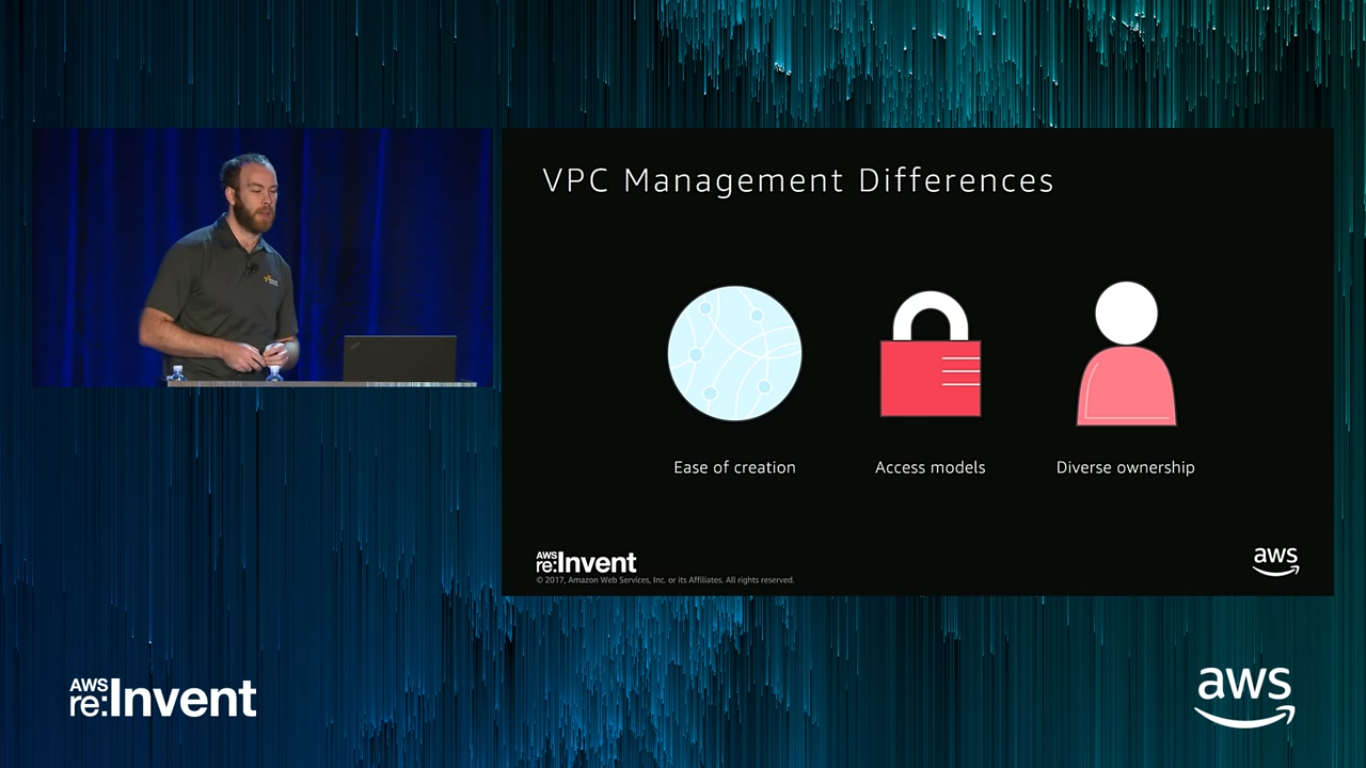 VPC Management Differences
Ease of creation
Access models
Diverse ownership
AWS
re:Invent
© 2017, Amazon Web Services, Inc. or its Affiliates. All rights reserved.
aws
AWS
re:Invent
aws